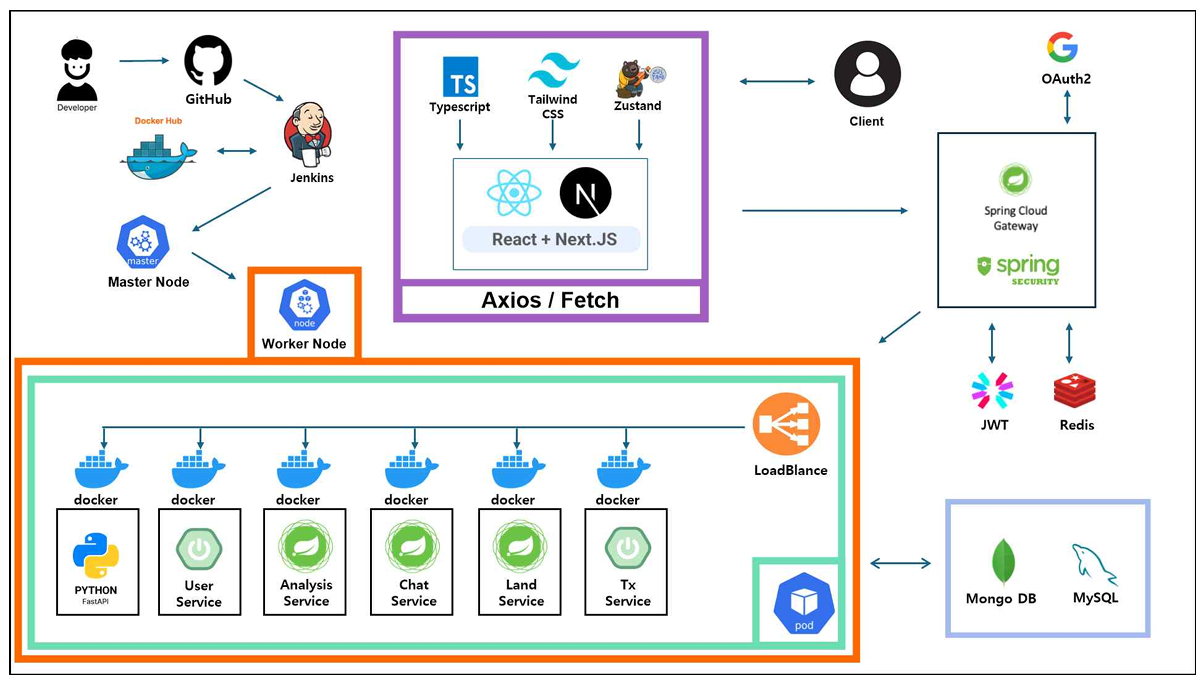 Developer
GitHub
Docker Hub
Jenkins
master
Master Node
node
Worker Node
TS
Typescript
Tailwind
CSS
Zustand
N
React + Next.JS
Axios / Fetch
Client
OAuth2
Spring Cloud
Gateway
spring
SECURITY
JWT
Redis
LoadBlance
docker
docker
docker
docker
docker
docker
PYTHON
FastAPI
User
Service
Analysis
Service
Chat
Service
Land
Service
Tx
Service
pod
Mongo DB
MySQL